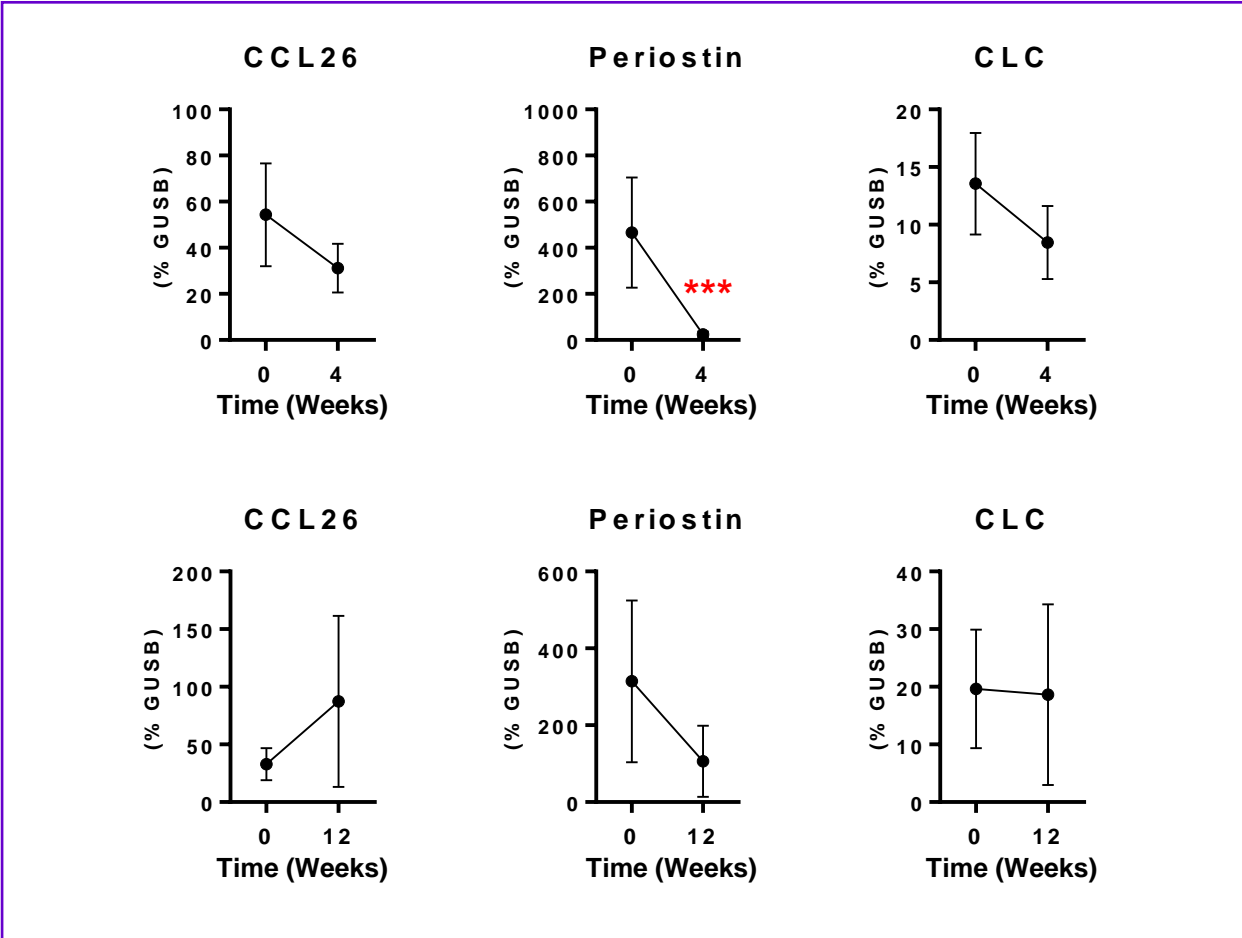 CCL26
Periostin
CLC
100
80
60
40
20
0
(% GUSB)
0 4
Time (Weeks)
1000
800
600
400
200
0
(% GUSB)
***
0 4
Time (Weeks)
20
15
10
5
0
(% GUSB)
0 4
Time (Weeks)
CCL26
Periostin
CLC
200
150
100
50
0
(% GUSB)
0 12
Time (Weeks)
600
400
200
0
(% GUSB)
0 12
Time (Weeks)
40
30
20
10
0
(% GUSB)
0 12
Time (Weeks)